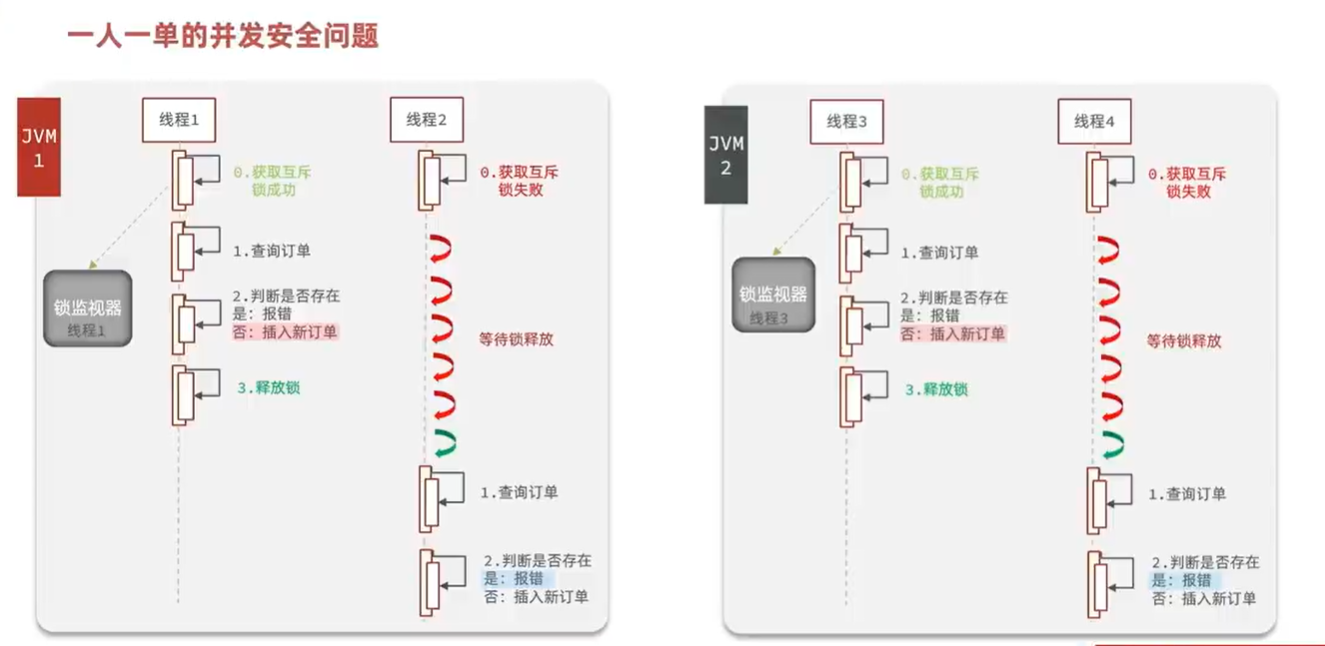 一人一单的并发安全问题
JVM
1
线程1
线程2
0.获取互斥
锁成功
0.获取互斥
锁失败
1.查询订单
锁监视器
线程1
2.判断是否存在
是: 报错
否: 插入新订单
等待锁释放
3.释放锁
1.查询订单
2.判断是否存在
是: 报错
否: 插入新订单
JVM
2
线程3
线程4
0.获取互斥
锁成功
0.获取互斥
锁失败
1.查询订单
锁监视器
线程3
2.判断是否存在
是: 报错
否: 插入新订单
等待锁释放
3.释放锁
1.查询订单
2.判断是否存在
是: 报错
否: 插入新订单